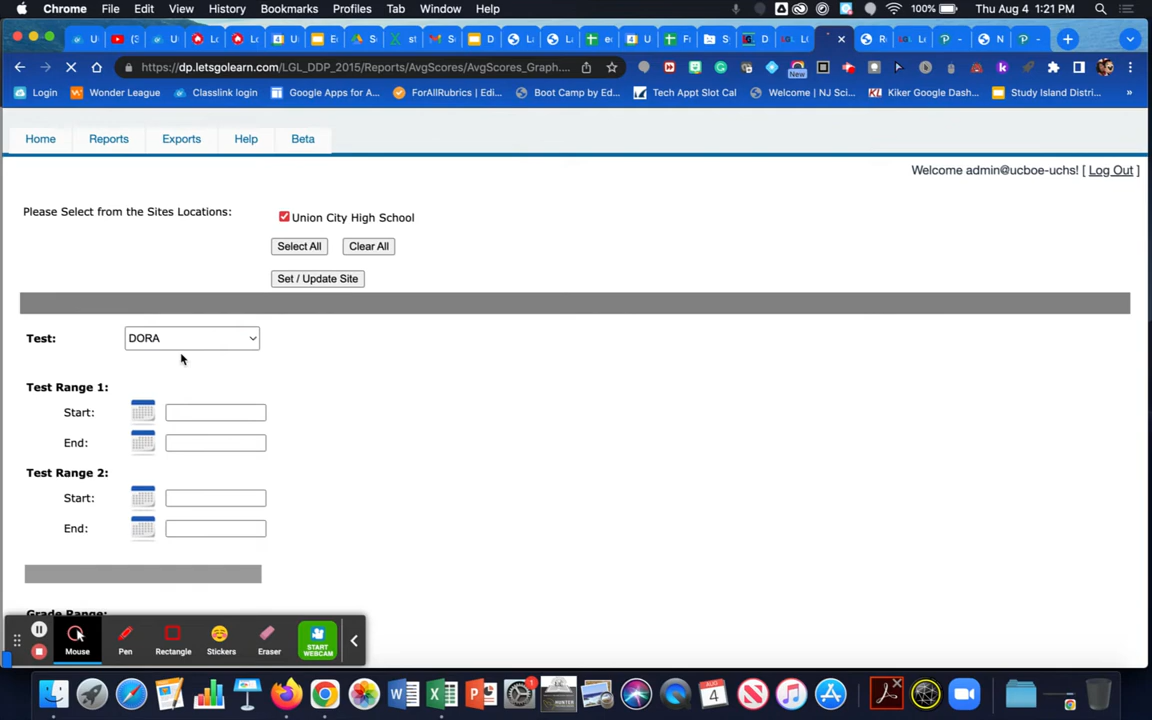 Chrome File Edit View History Bookmarks Profiles Tab Window Help 100% Thu Aug 4 1:21 PM
https://dp.letsgolearn.com/LGL_DDP_2015/Reports/AvgScores/AvgScores_Graph....
New
Login Wonder League Classlink login Google Apps for A... ForAllRubrics | Edi... Boot Camp by Ed... Tech Appt Slot Cal Welcome | NJ Sci... Kiker Google Dash... Study Island Distri... »
Home Reports Exports Help Beta
Welcome admin@ucboe-uchs! [ Log Out ]
Please Select from the Sites Locations:
Union City High School
Select All Clear All
Set / Update Site
Test: DORA
Test Range 1:
Start:
End:
Test Range 2:
Start:
End:
Grade Range:
Mouse Pen Rectangle Stickers Eraser START WEBCAM